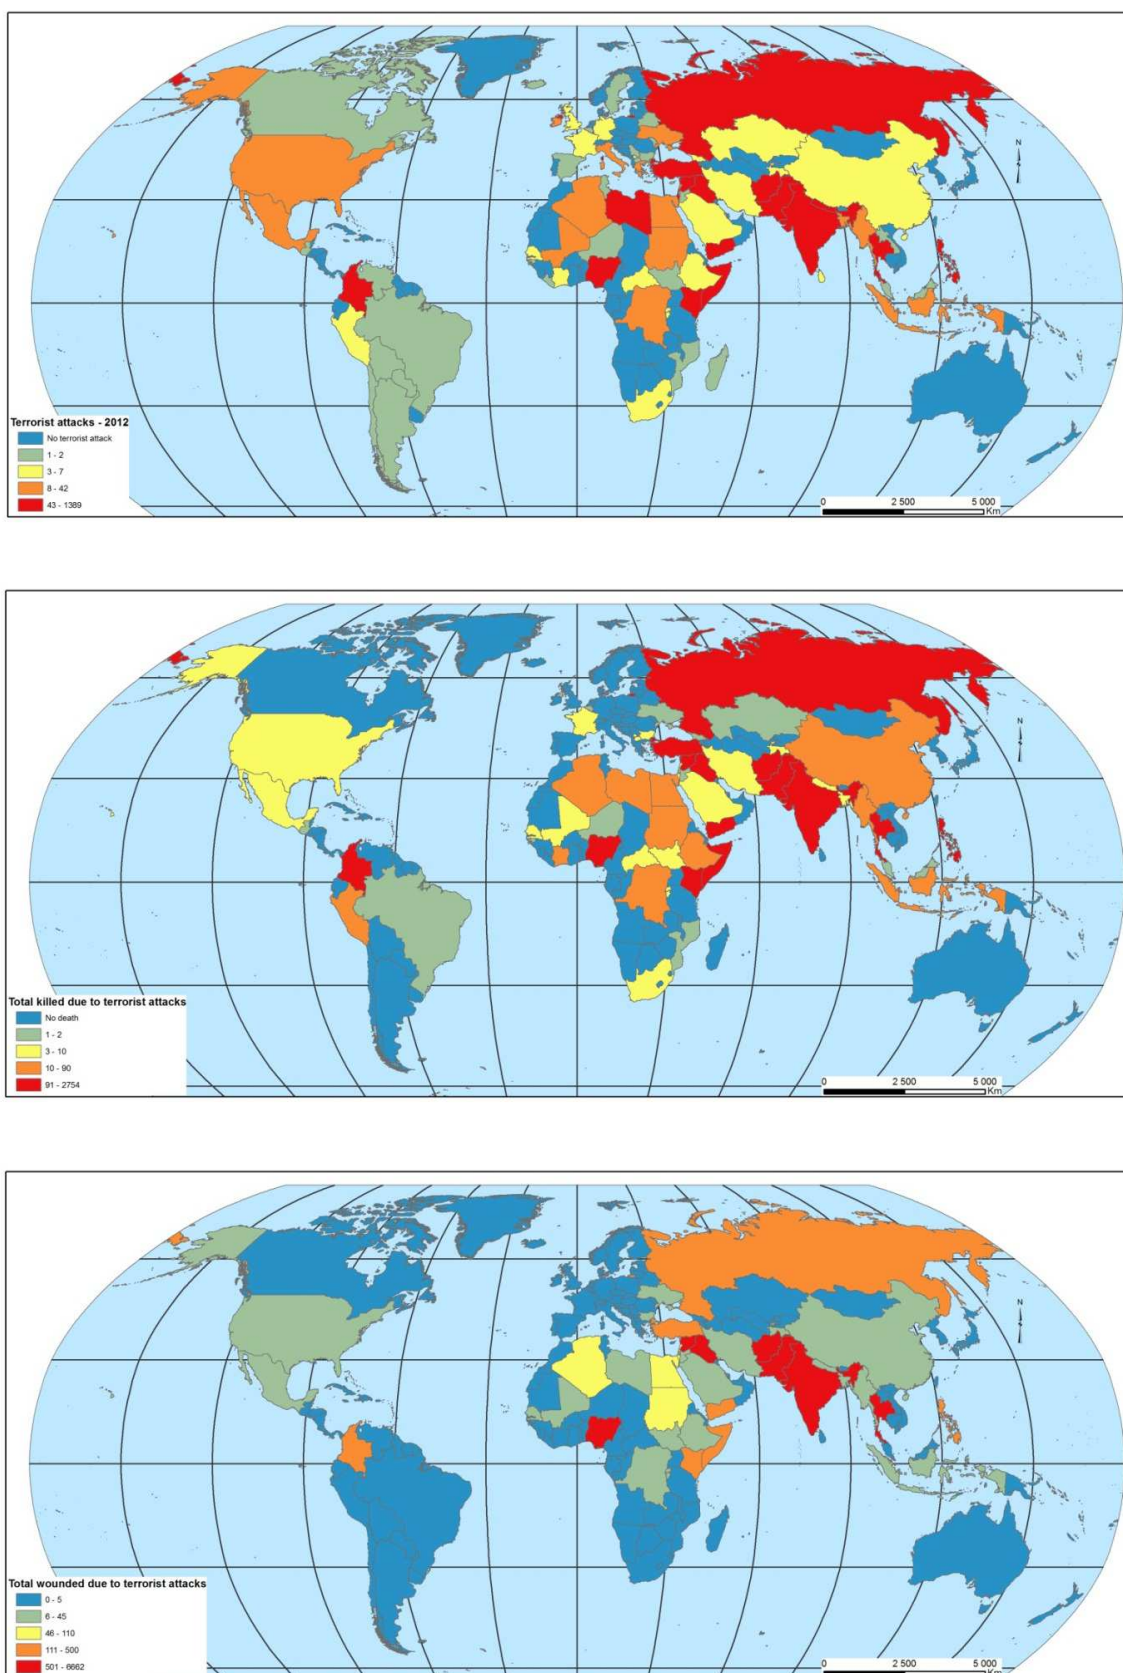 N
Terrorist attacks - 2012
No terrorist attack
1 - 2
3 - 7
8 - 42
43 - 1389
0 2 500 5 000
Km
N
Total killed due to terrorist attacks
No death
1 - 2
3 - 10
10 - 90
91 - 2754
0 2 500 5 000
Km
N
Total wounded due to terrorist attacks
0 - 5
6 - 45
46 - 110
111 - 500
501 - 6662
0 2 500 5 000
Km